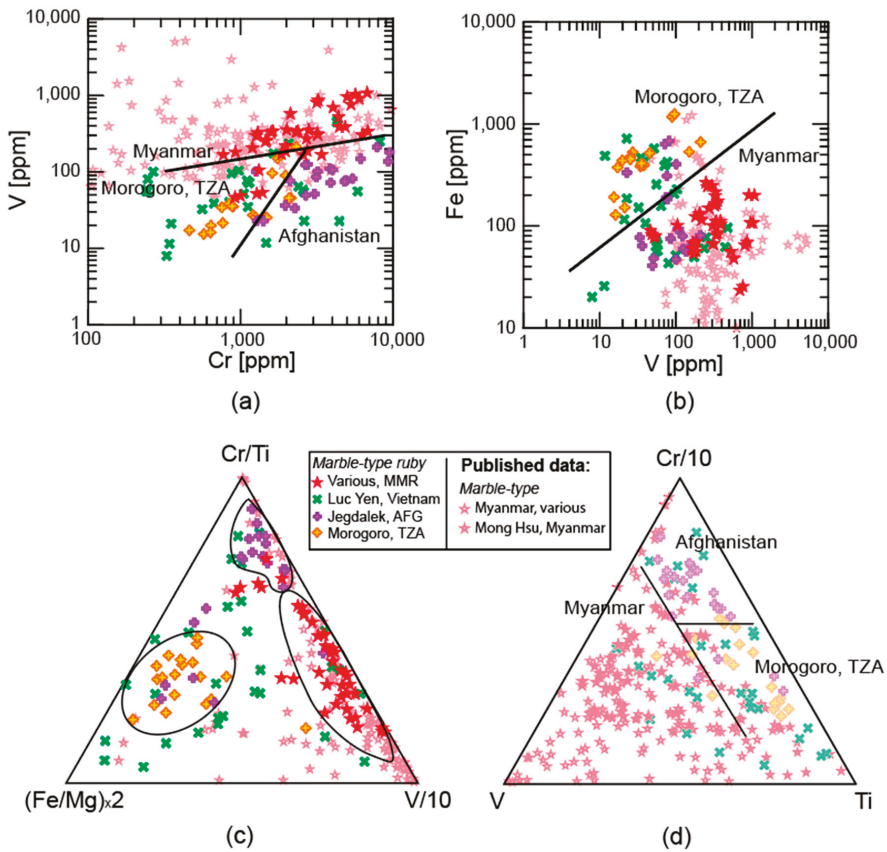 10,000
1,000
100
10
1
V [ppm]
Myanmar
Morogoro, TZA
Afghanistan
100
1,000
10,000
Cr [ppm]
(a)
10,000
1,000
100
10
Fe [ppm]
Morogoro, TZA
Myanmar
1
10
100
1,000
10,000
V [ppm]
(b)
Cr/Ti
(Fe/Mg)x2
V/10
(c)
Marble-type ruby
Various, MMR
Luc Yen, Vietnam
Jegdalek, AFG
Morogoro, TZA
Published data:
Marble-type
Myanmar, various
Mong Hsu, Myanmar
Cr/10
Afghanistan
Myanmar
Morogoro, TZA
V
Ti
(d)